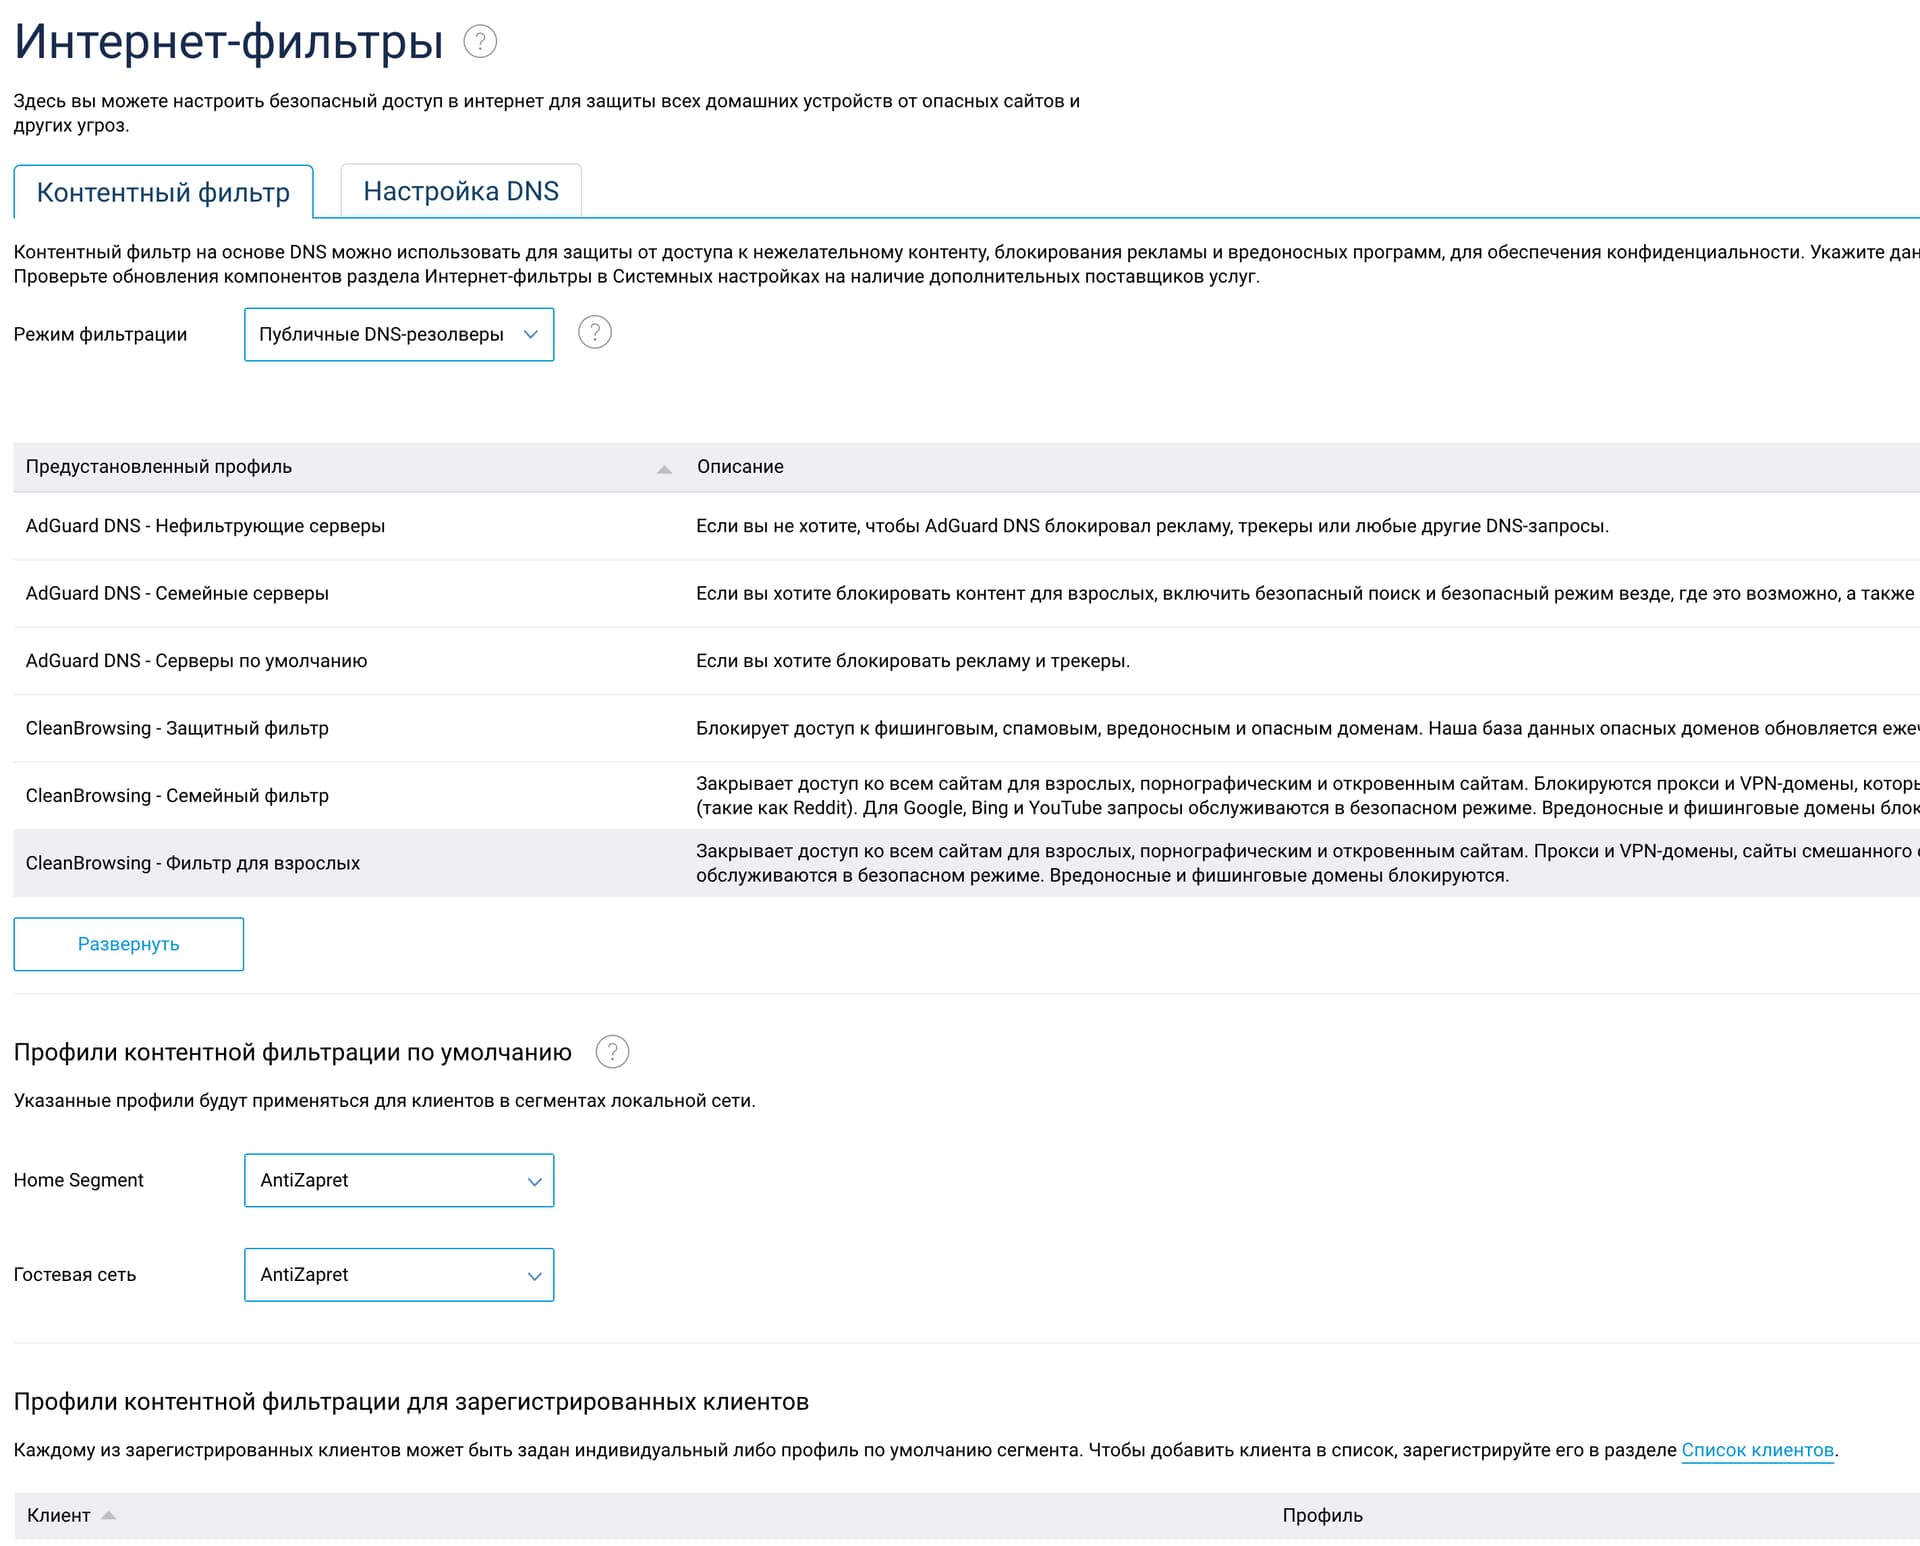 Интернет-фильтры ?
Здесь вы можете настроить безопасный доступ в интернет для защиты всех домашних устройств от опасных сайтов и
других угроз.
Контентный фильтр
Настройка DNS
Контентный фильтр на основе DNS можно использовать для защиты от доступа к нежелательному контенту, блокирования рекламы и вредоносных программ, для обеспечения конфиденциальности. Укажите
Проверьте обновления компонентов раздела Интернет-фильтры в Системных настройках на наличие дополнительных поставщиков услуг.
Режим фильтрации
Публичные DNS-резолверы
?
Предустановленный профиль
Описание
AdGuard DNS - Нефильтрующие серверы
Если вы не хотите, чтобы AdGuard DNS блокировал рекламу, трекеры или любые другие DNS-запросы.
AdGuard DNS - Семейные серверы
Если вы хотите блокировать контент для взрослых, включить безопасный поиск и безопасный режим везде, где это возможно, а также
AdGuard DNS - Серверы по умолчанию
Если вы хотите блокировать рекламу и трекеры.
CleanBrowsing - Защитный фильтр
Блокирует доступ к фишинговым, спамовым, вредоносным и опасным доменам. Наша база данных опасных доменов обновляется
CleanBrowsing - Семейный фильтр
Закрывает доступ ко всем сайтам для взрослых, порнографическим и откровенным сайтам. Блокируются прокси и VPN-домены,
(такие как Reddit). Для Google, Bing и YouTube запросы обслуживаются в безопасном режиме. Вредоносные и фишинговые домены
CleanBrowsing - Фильтр для взрослых
Закрывает доступ ко всем сайтам для взрослых, порнографическим и откровенным сайтам. Прокси и VPN-домены, сайты смешанного
обслуживаются в безопасном режиме. Вредоносные и фишинговые домены блокируются.
Развернуть
Профили контентной фильтрации по умолчанию ?
Указанные профили будут применяться для клиентов в сегментах локальной сети.
Home Segment
AntiZapret
Гостевая сеть
AntiZapret
Профили контентной фильтрации для зарегистрированных клиентов
Каждому из зарегистрированных клиентов может быть задан индивидуальный либо профиль по умолчанию сегмента. Чтобы добавить клиента в список, зарегистрируйте его в разделе Список клиентов.
Клиент
Профиль